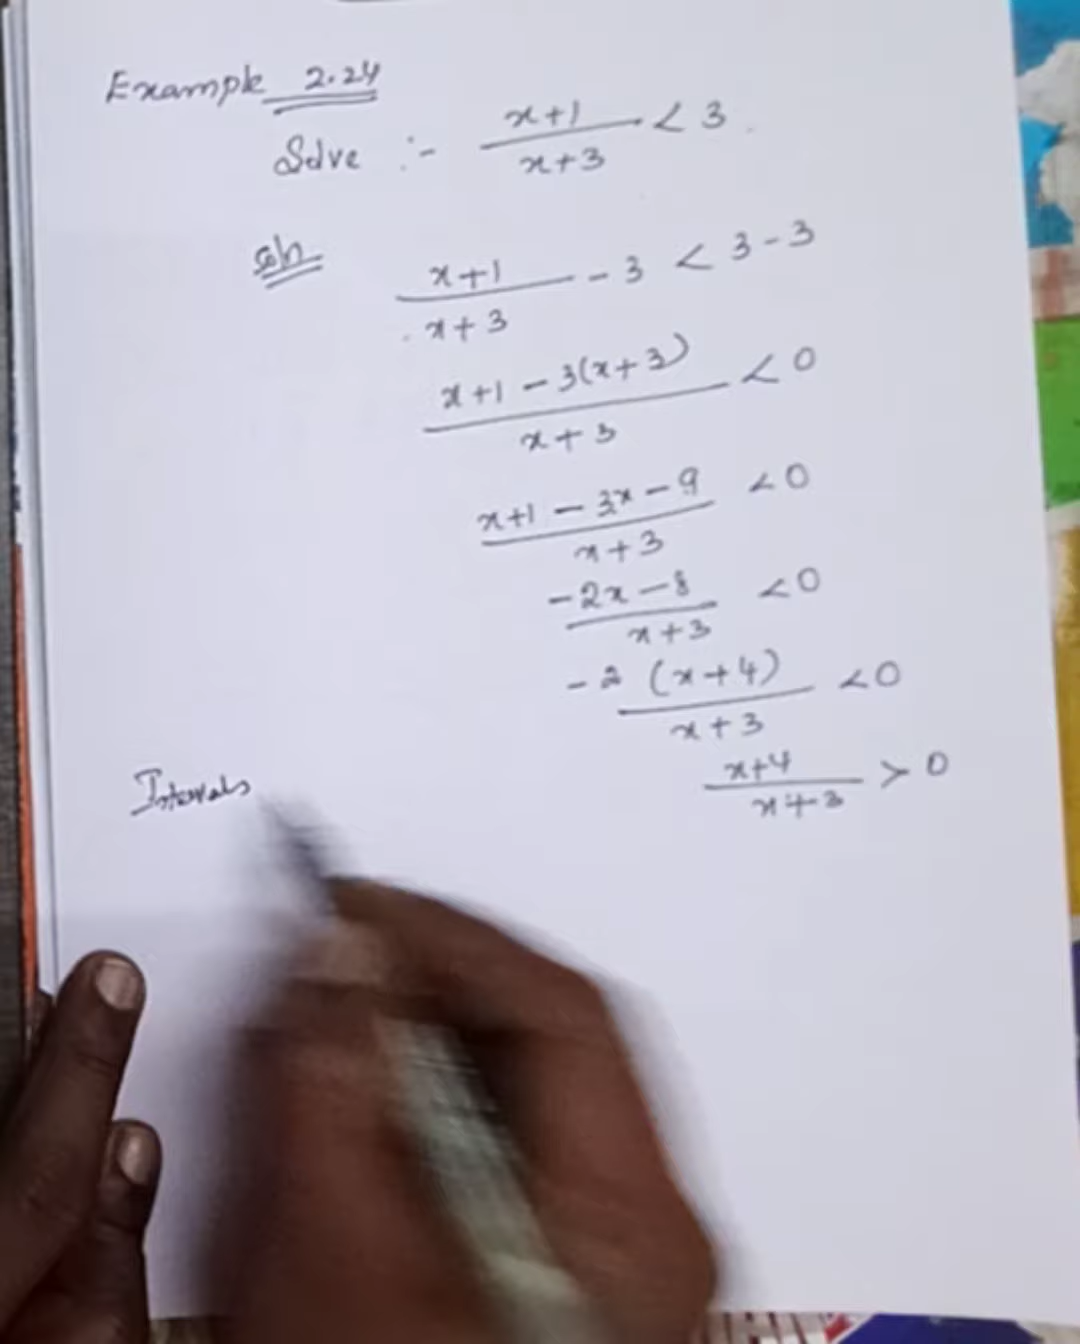 Example 2.24
Solve :- x+1 / x+3 < 3
Soln
x+1 / x+3 - 3 < 3 - 3
x+1 - 3(x+3) / x+3 < 0
x+1 - 3x - 9 / x+3 < 0
-2x - 8 / x+3 < 0
-2 (x+4) / x+3 < 0
x+4 / x+3 > 0
Intervals